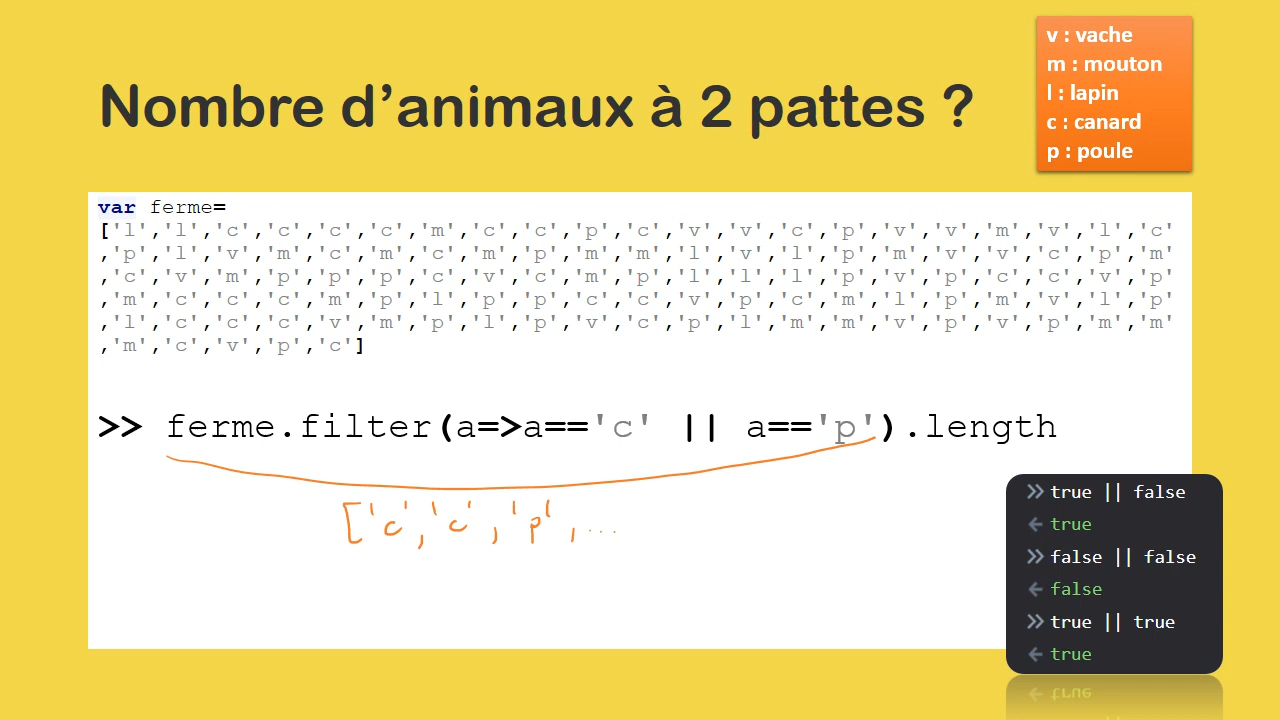 v : vache
m : mouton
l : lapin
c : canard
p : poule
Nombre d’animaux à 2 pattes ?
var ferme=
['l','l','c','c','c','c','m','c','c','p','c','v','v','c','p','v','v','m','v','l','c'
,'p','l','v','m','c','m','c','m','p','m','m','l','v','l','p','m','v','v','c','p','m'
,'c','v','m','p','p','p','c','v','c','m','p','l','l','l','p','v','p','c','c','v','p'
,'m','c','c','c','m','p','l','p','p','c','c','v','p','c','m','l','p','m','v','l','p'
,'l','c','c','c','v','m','p','l','p','v','c','p','l','m','m','v','p','v','p','m','m'
,'m','c','v','p','c']
>> ferme.filter(a=>a=='c' || a=='p').length
['c','c','p',...
>> true || false
← true
>> false || false
← false
>> true || true
← true